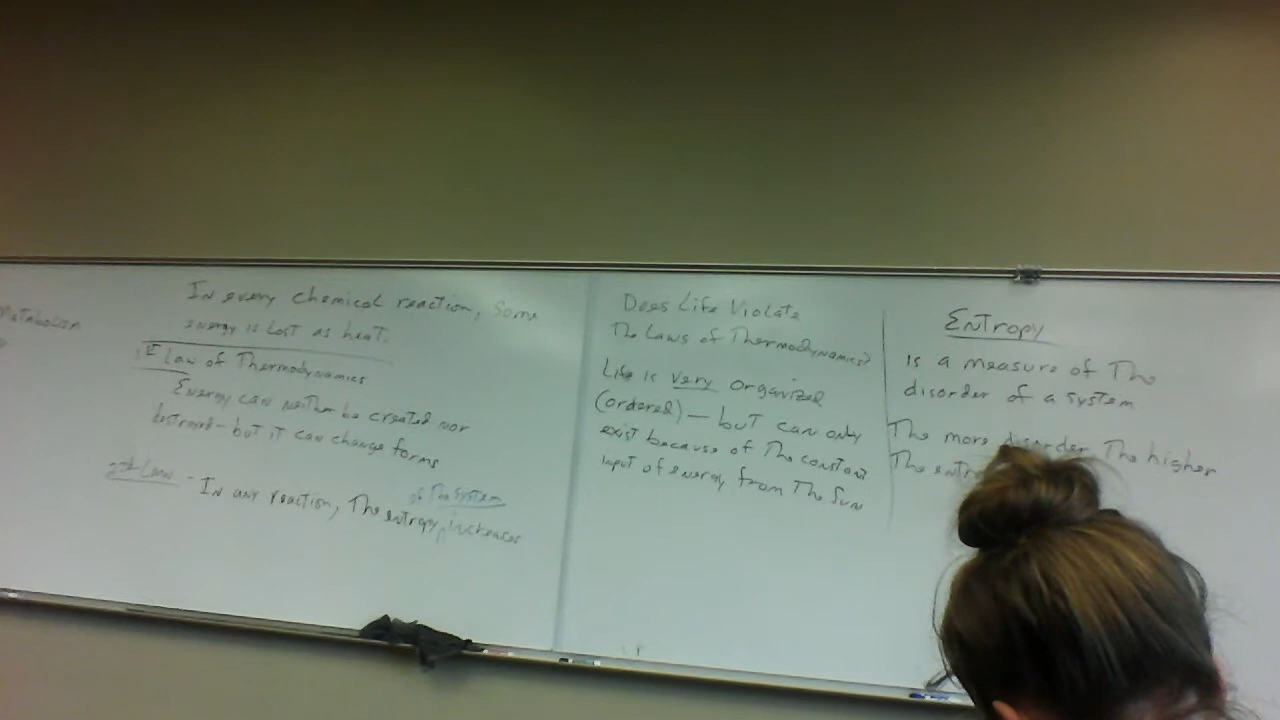 Metabolism
In every chemical reaction, some
energy is lost as heat.
1st Law of Thermodynamics
Energy can neither be created nor
destroyed - but it can change forms
2nd Law - In any reaction, The entropy of The system increases
Does Life Violate
The Laws of Thermodynamics?
Life is very organized
(ordered) - but can only
exist because of The constant
input of energy from The Sun
Entropy
is a measure of The
disorder of a system
The more disorder The higher
The